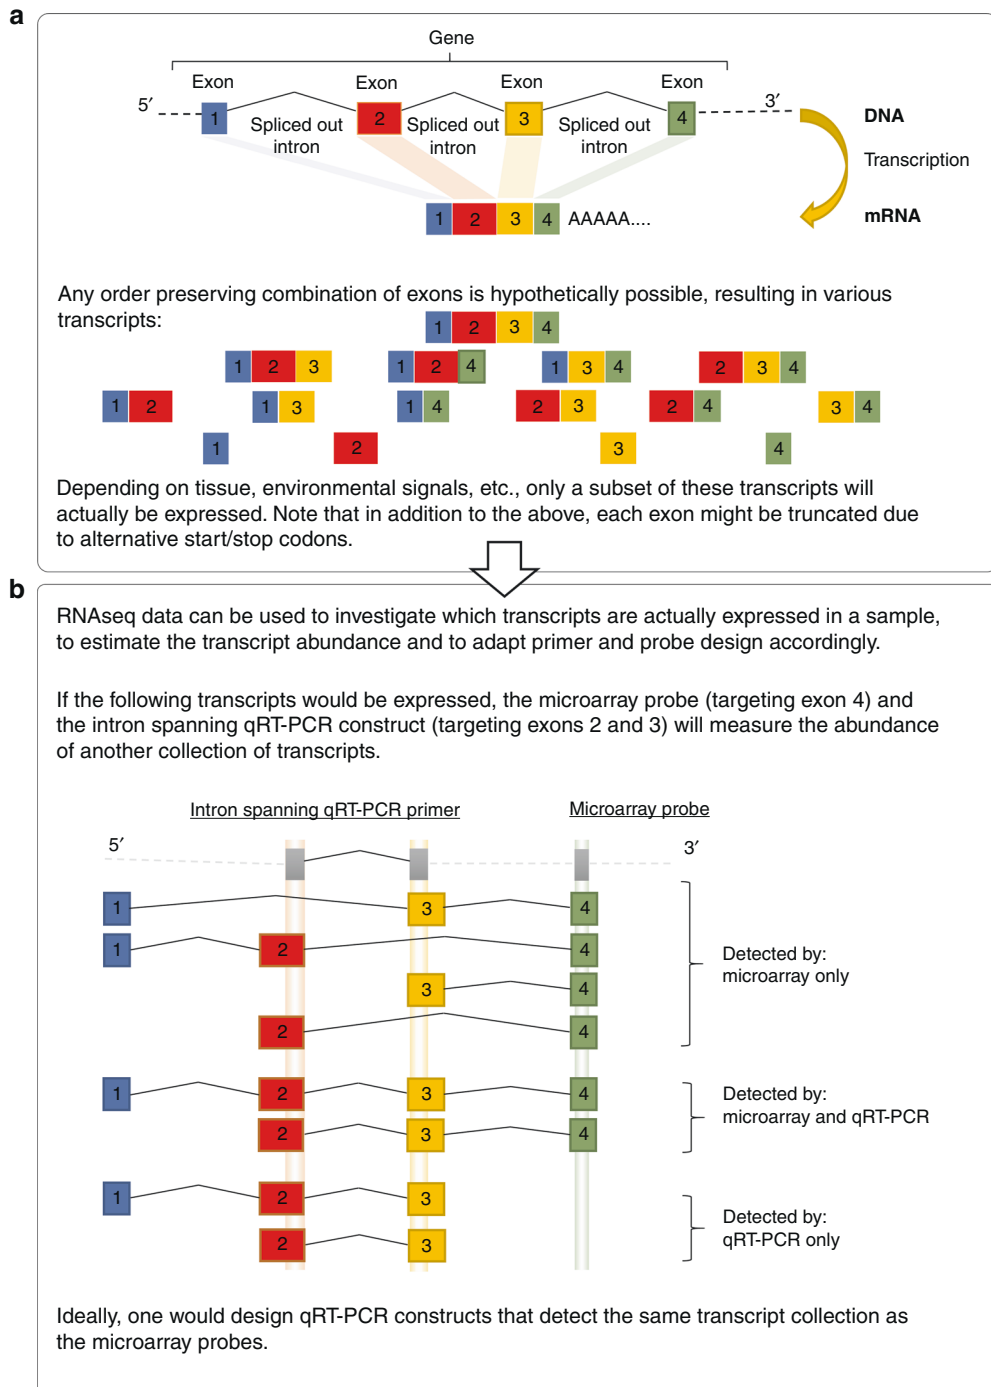 a
Gene
Exon Exon Exon Exon
5′ 3′
1 2 3 4
DNA
Spliced out intron
Spliced out intron
Spliced out intron
Transcription
1 2 3 4 AAAAA....
mRNA
Any order preserving combination of exons is hypothetically possible, resulting in various
transcripts:
1 2 3 4
1 2 3 1 2 4 1 3 4 2 3 4
1 2 1 3 1 4 2 3 2 4 3 4
1 2 3 4
Depending on tissue, environmental signals, etc., only a subset of these transcripts will
actually be expressed. Note that in addition to the above, each exon might be truncated due
to alternative start/stop codons.
b
RNAseq data can be used to investigate which transcripts are actually expressed in a sample,
to estimate the transcript abundance and to adapt primer and probe design accordingly.
If the following transcripts would be expressed, the microarray probe (targeting exon 4) and
the intron spanning qRT-PCR construct (targeting exons 2 and 3) will measure the abundance
of another collection of transcripts.
Intron spanning qRT-PCR primer Microarray probe
5′ 3′
1 3 4
1 2 4
3 4
2 4
Detected by:
microarray only
1 2 3 4
2 3 4
Detected by:
microarray and qRT-PCR
1 2 3
2 3
Detected by:
qRT-PCR only
Ideally, one would design qRT-PCR constructs that detect the same transcript collection as
the microarray probes.